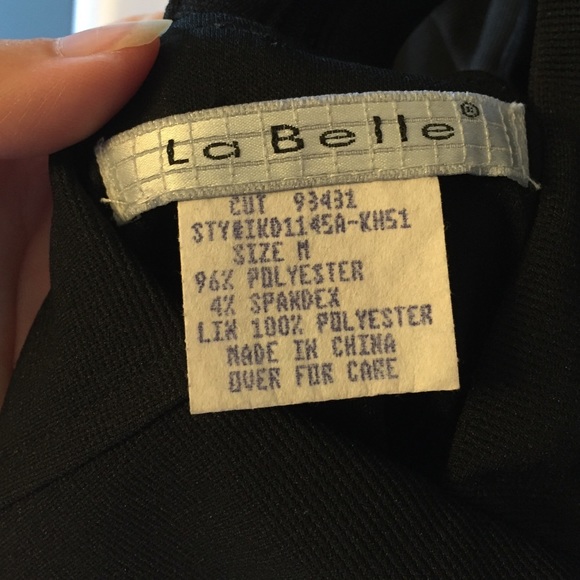 La Belle®
CUT 93431
STY#IKD1145A-KH51
SIZE M
96% POLYESTER
4% SPANDEX
LIN 100% POLYESTER
MADE IN CHINA
OVER FOR CARE